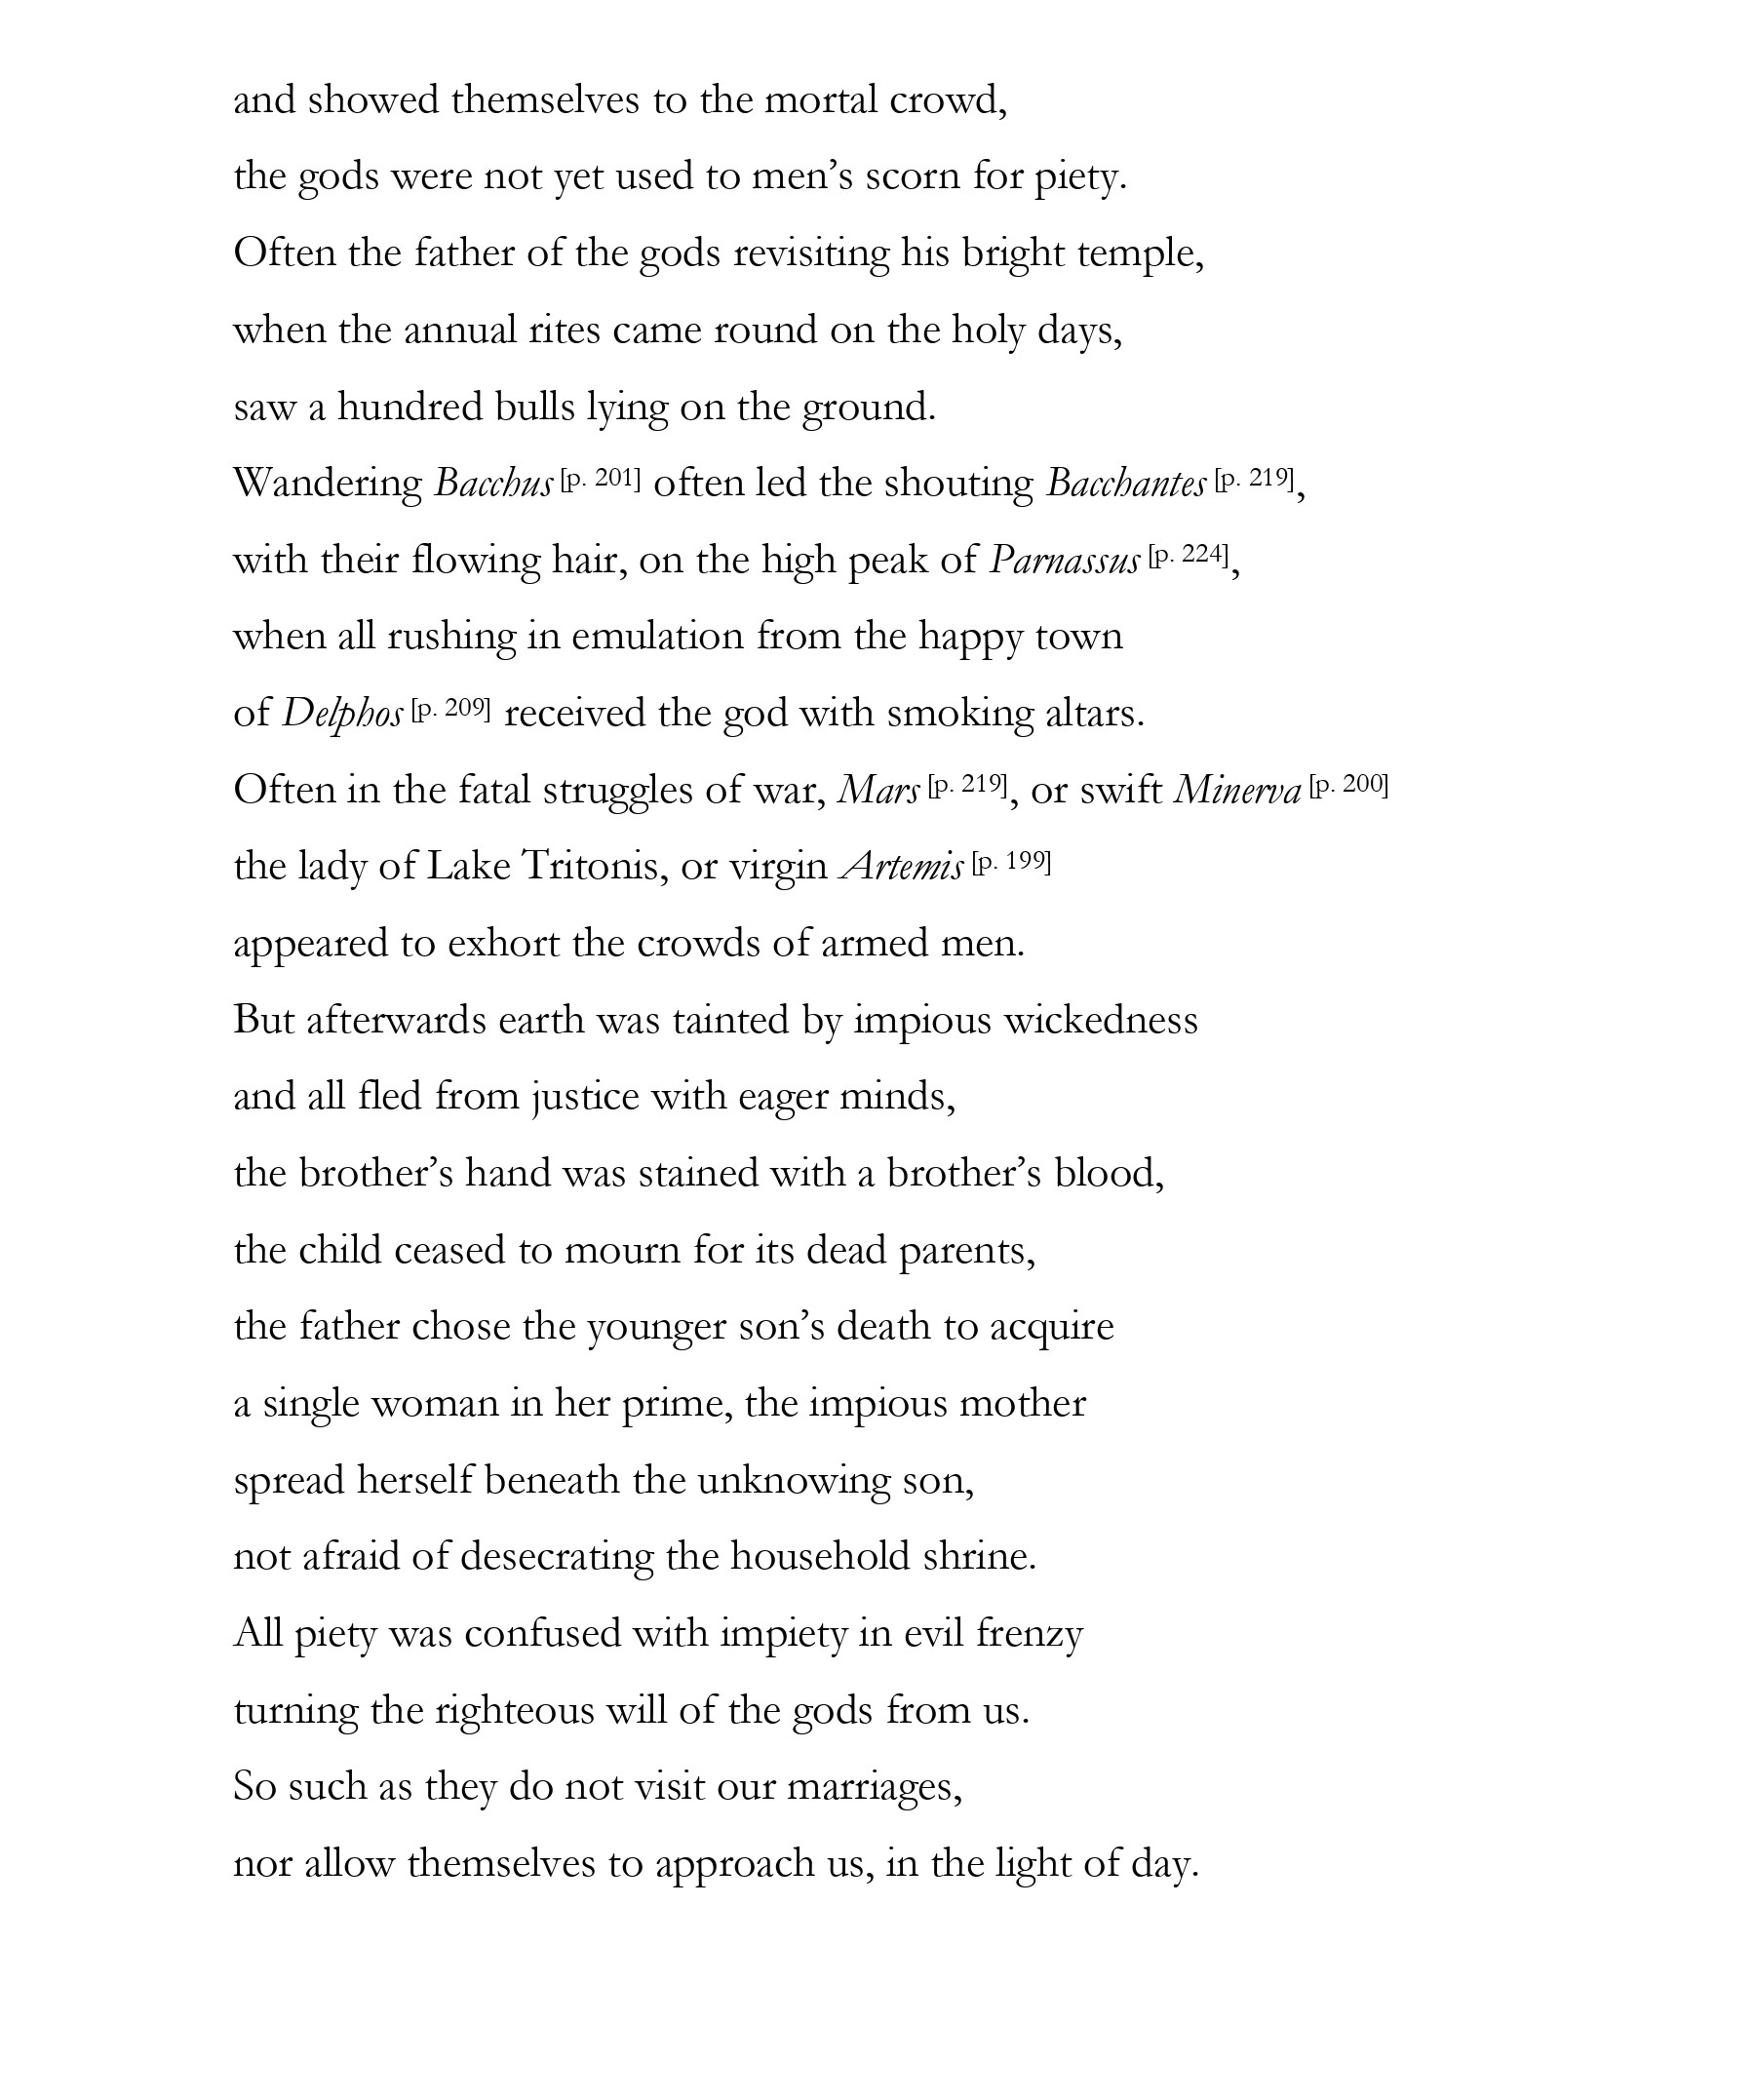 and showed themselves to the mortal crowd,
the gods were not yet used to men’s scorn for piety.
Often the father of the gods revisiting his bright temple,
when the annual rites came round on the holy days,
saw a hundred bulls lying on the ground.
Wandering Bacchus [p. 201] often led the shouting Bacchantes [p. 219],
with their flowing hair, on the high peak of Parnassus [p. 224],
when all rushing in emulation from the happy town
of Delphos [p. 209] received the god with smoking altars.
Often in the fatal struggles of war, Mars [p. 219], or swift Minerva [p. 200]
the lady of Lake Tritonis, or virgin Artemis [p. 199]
appeared to exhort the crowds of armed men.
But afterwards earth was tainted by impious wickedness
and all fled from justice with eager minds,
the brother’s hand was stained with a brother’s blood,
the child ceased to mourn for its dead parents,
the father chose the younger son’s death to acquire
a single woman in her prime, the impious mother
spread herself beneath the unknowing son,
not afraid of desecrating the household shrine.
All piety was confused with impiety in evil frenzy
turning the righteous will of the gods from us.
So such as they do not visit our marriages,
nor allow themselves to approach us, in the light of day.